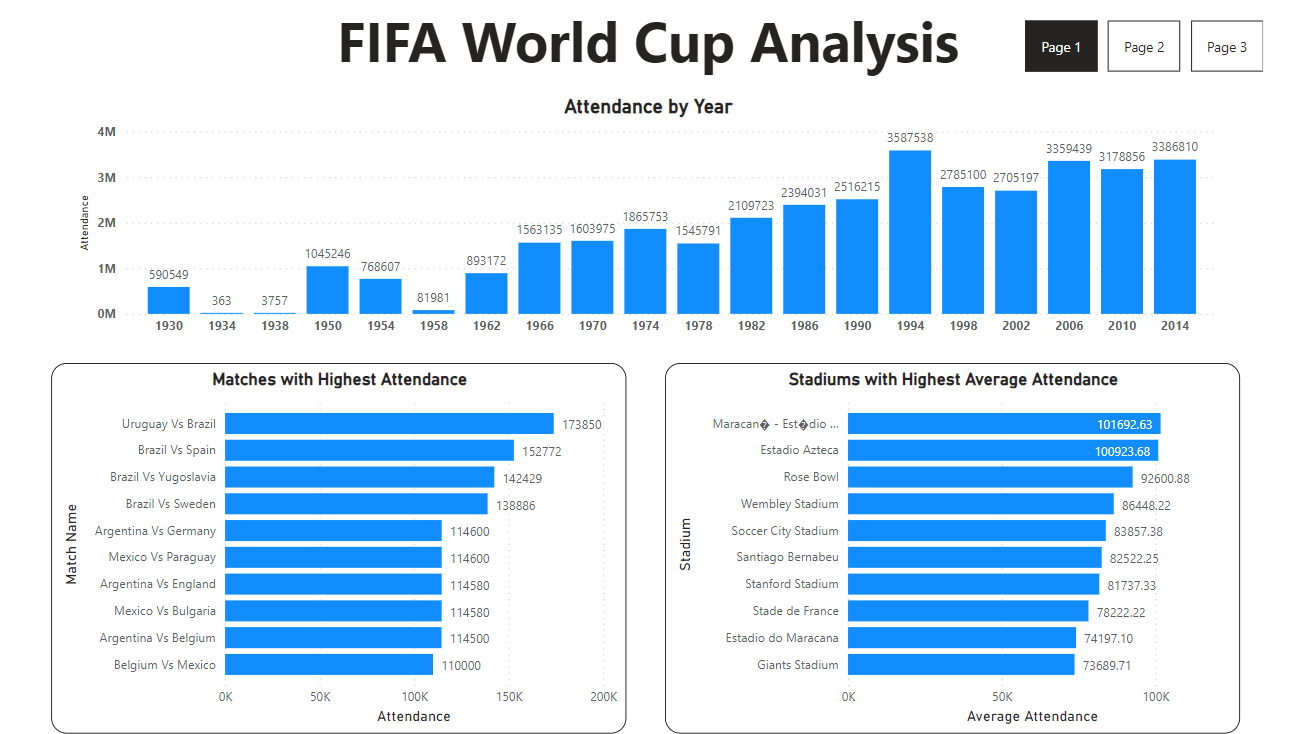 FIFA World Cup Analysis
Page 1
Page 2
Page 3
Attendance by Year
Attendance
4M
3M
2M
1M
0M
590549
363
3757
1045246
768607
81981
893172
1563135
1603975
1865753
1545791
2109723
2394031
2516215
3587538
2785100
2705197
3359439
3178856
3386810
1930 1934 1938 1950 1954 1958 1962 1966 1970 1974 1978 1982 1986 1990 1994 1998 2002 2006 2010 2014
Matches with Highest Attendance
Match Name
Uruguay Vs Brazil 173850
Brazil Vs Spain 152772
Brazil Vs Yugoslavia 142429
Brazil Vs Sweden 138886
Argentina Vs Germany 114600
Mexico Vs Paraguay 114600
Argentina Vs England 114580
Mexico Vs Bulgaria 114580
Argentina Vs Belgium 114500
Belgium Vs Mexico 110000
0K 50K 100K 150K 200K
Attendance
Stadiums with Highest Average Attendance
Stadium
Maracan� - Est�dio ... 101692.63
Estadio Azteca 100923.68
Rose Bowl 92600.88
Wembley Stadium 86448.22
Soccer City Stadium 83857.38
Santiago Bernabeu 82522.25
Stanford Stadium 81737.33
Stade de France 78222.22
Estadio do Maracana 74197.10
Giants Stadium 73689.71
0K 50K 100K
Average Attendance